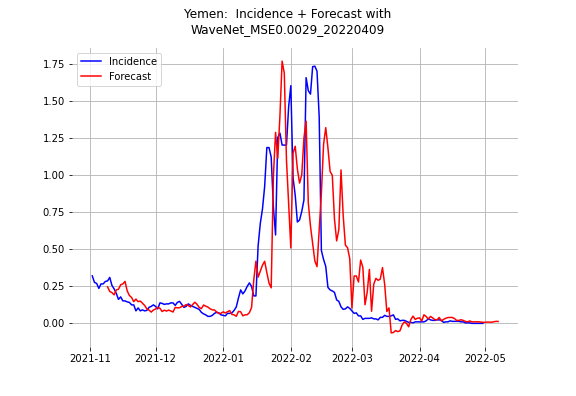 Yemen:  Incidence + Forecast with
WaveNet_MSE0.0029_20220409
Incidence
Forecast
1.75
1.50
1.25
1.00
0.75
0.50
0.25
0.00
2021-11 2021-12 2022-01 2022-02 2022-03 2022-04 2022-05